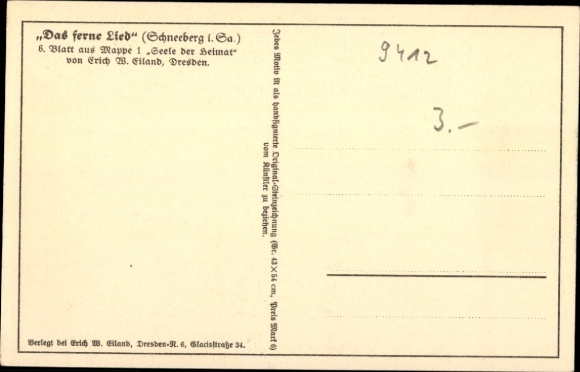 „Das ferne Lied“ (Schneeberg i. Sa.)
6. Blatt aus Mappe 1 „Seele der Heimat“
von Erich W. Eiland, Dresden.
Jedes Motiv ist als handsignierte Original-Steinzeichnung (Gr. 43×54 cm, Preis Mark 6)
vom Künstler zu beziehen.
9412
3.–
Verlegt bei Erich W. Eiland, Dresden-N. 6, Glacisstraße 34.